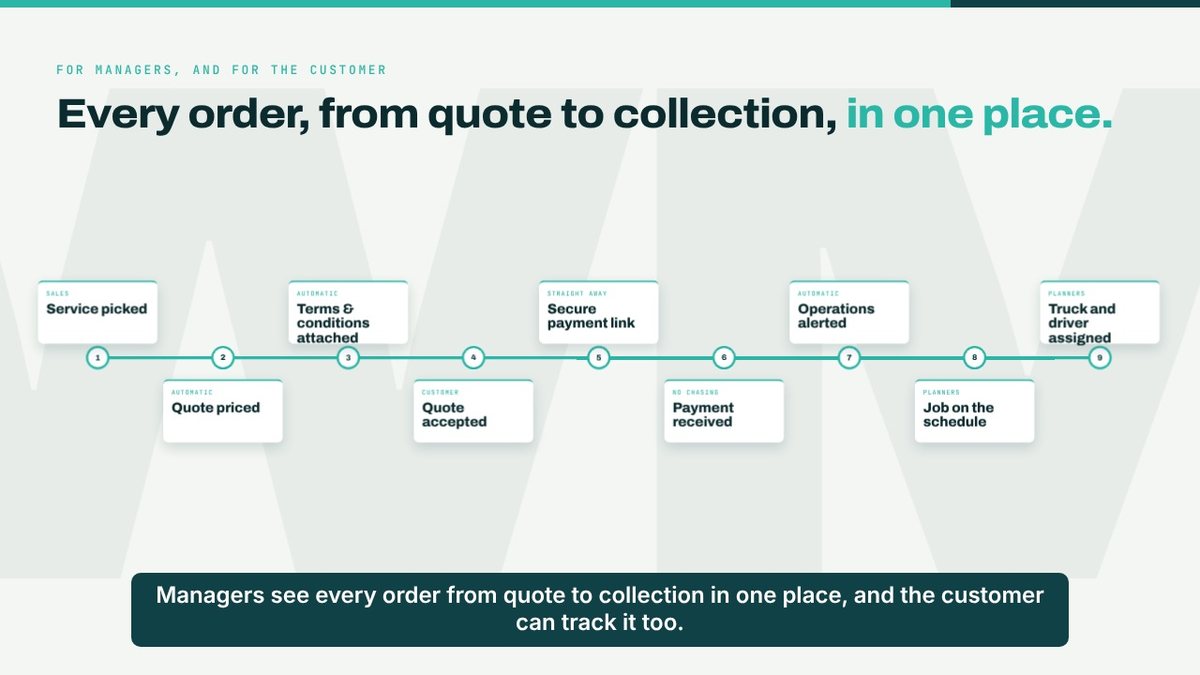 FOR MANAGERS, AND FOR THE CUSTOMER
Every order, from quote to collection, in one place.
SALES
Service picked
1
AUTOMATIC
Quote priced
2
AUTOMATIC
Terms &
conditions
attached
3
CUSTOMER
Quote
accepted
4
STRAIGHT AWAY
Secure
payment link
5
NO CHASING
Payment
received
6
AUTOMATIC
Operations
alerted
7
PLANNERS
Job on the
schedule
8
PLANNERS
Truck and
driver
assigned
9
Managers see every order from quote to collection in one place, and the customer
can track it too.